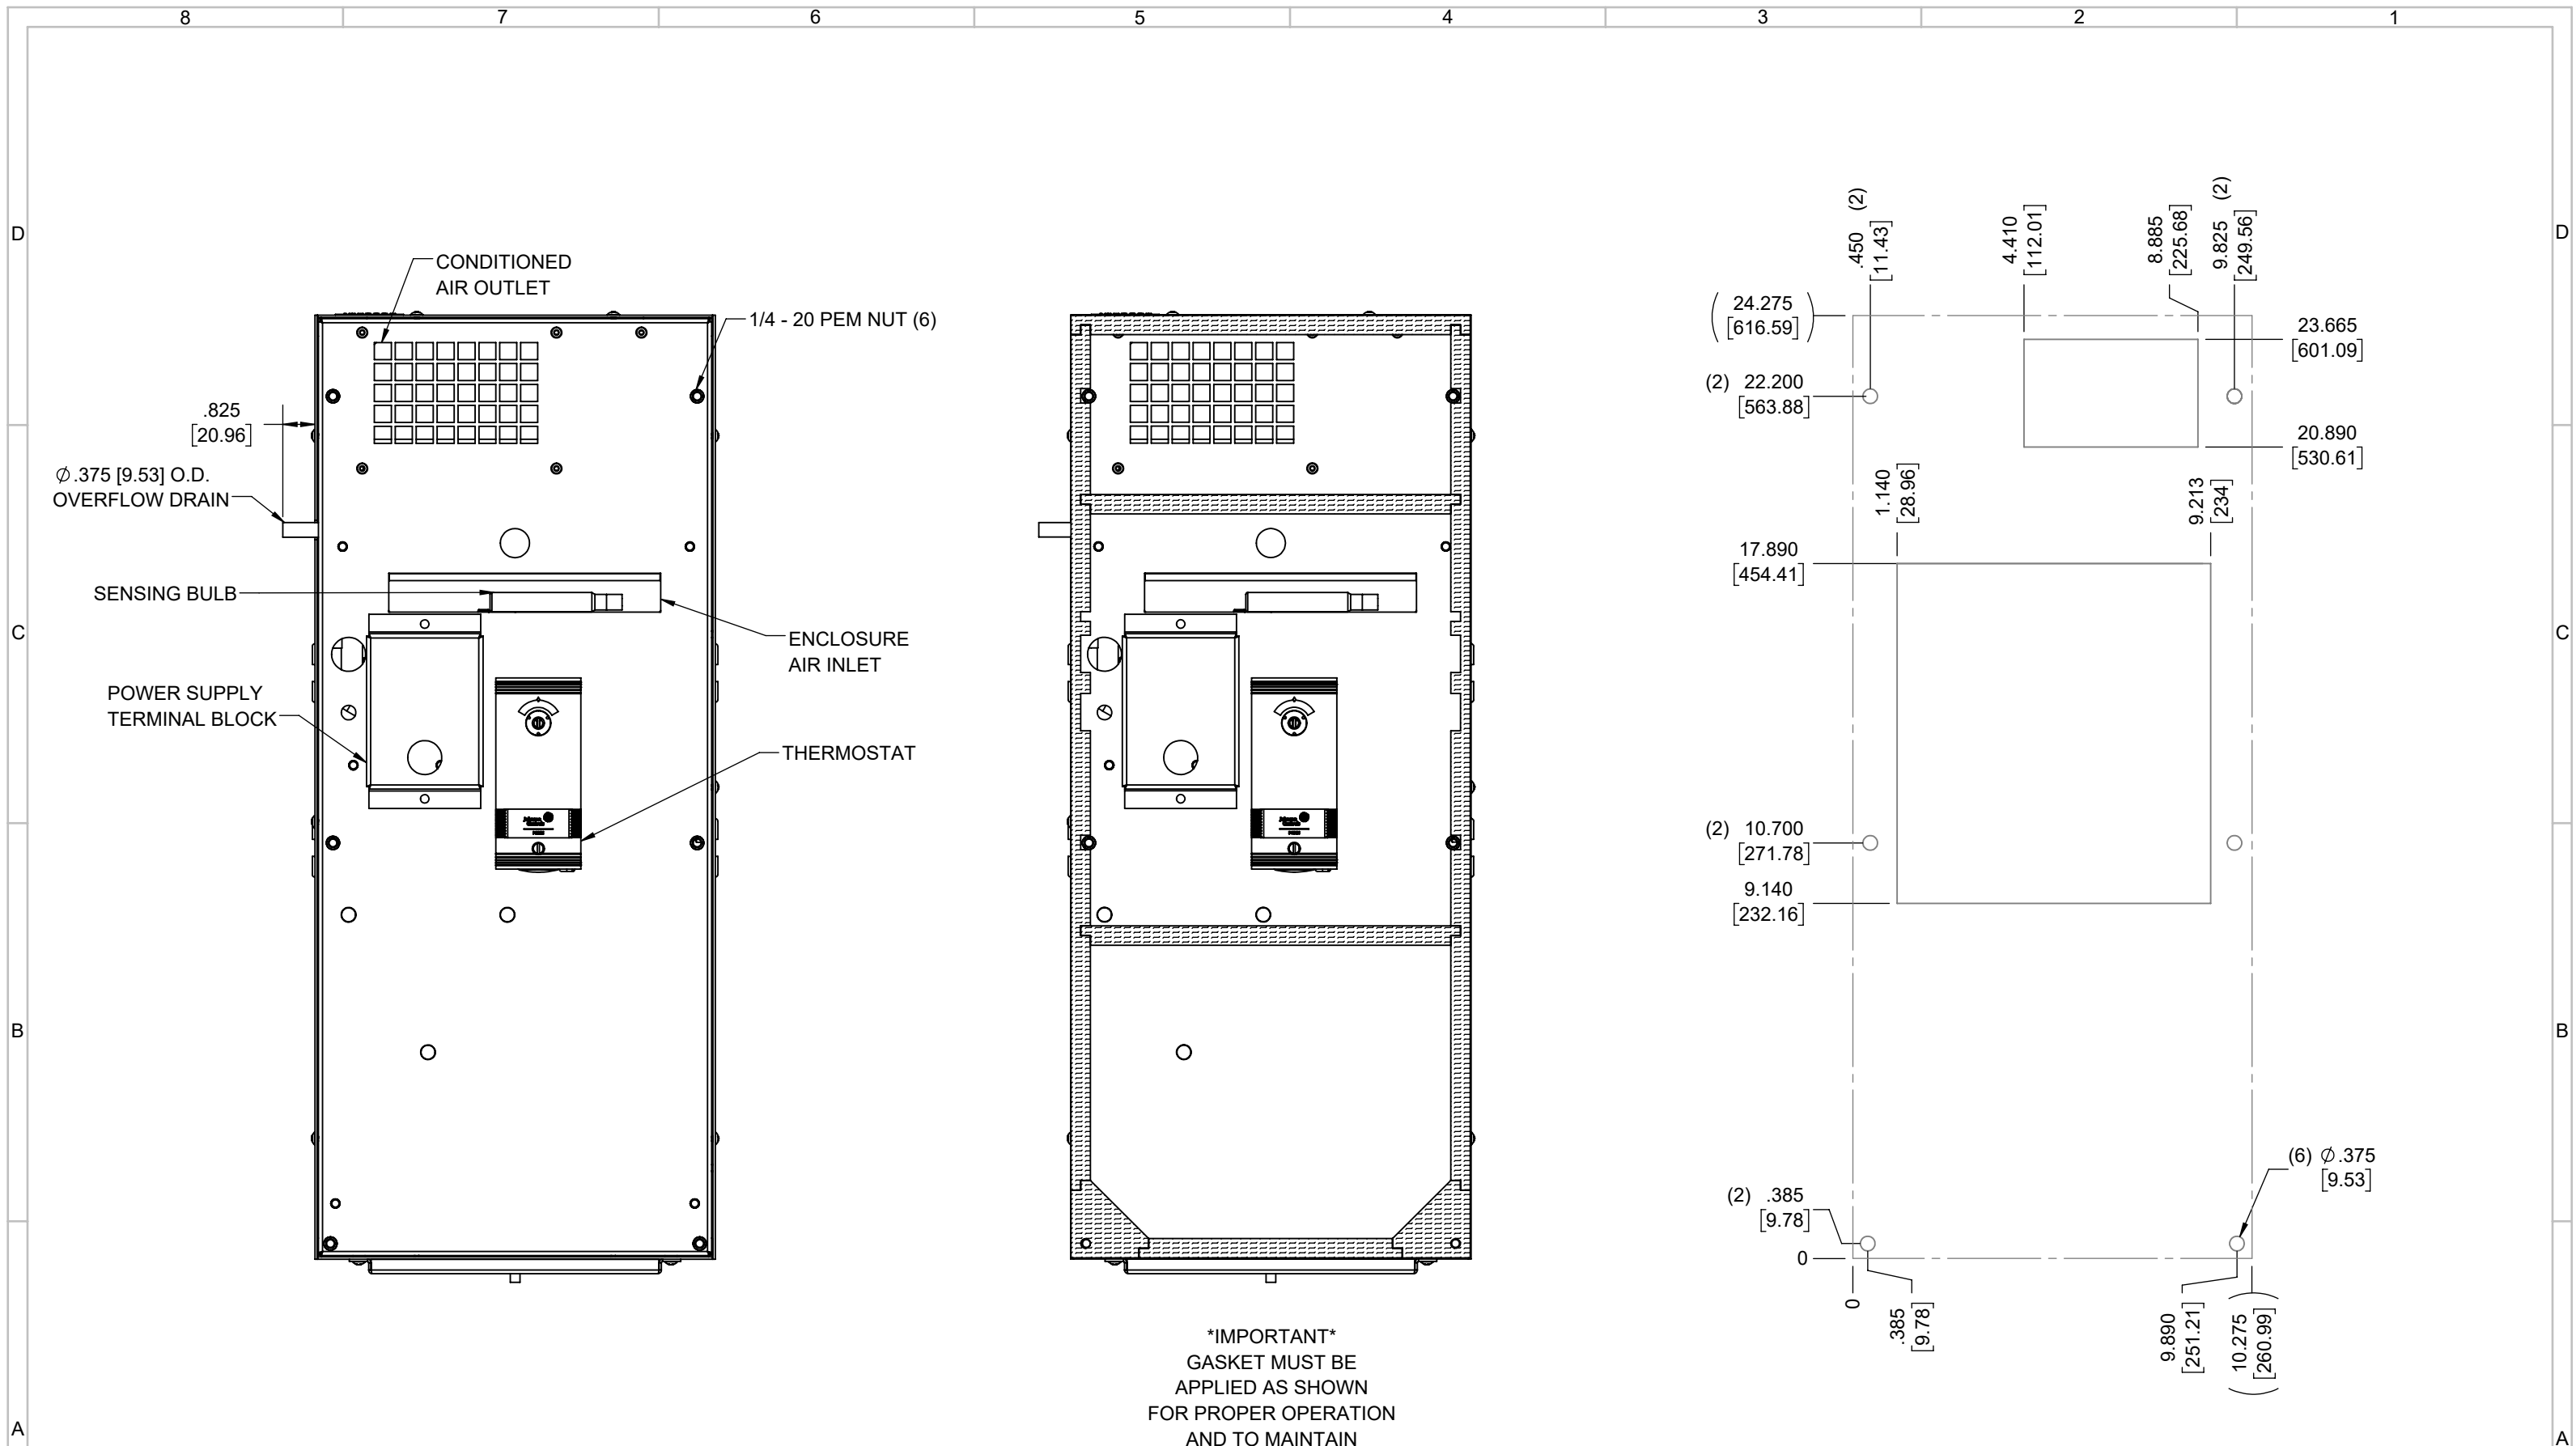 8 7 6 5 4 3 2 1
D
D
C
C
B
B
A
A
CONDITIONED
AIR OUTLET
1/4 - 20 PEM NUT (6)
.825
[20.96]
⌀.375 [9.53] O.D.
OVERFLOW DRAIN
SENSING BULB
ENCLOSURE
AIR INLET
POWER SUPPLY
TERMINAL BLOCK
THERMOSTAT
*IMPORTANT*
GASKET MUST BE
APPLIED AS SHOWN
FOR PROPER OPERATION
AND TO MAINTAIN
.450 (2)
[11.43]
4.410
[112.01]
8.885
[225.68]
9.825 (2)
[249.56]
(24.275
[616.59])
23.665
[601.09]
(2) 22.200
[563.88]
20.890
[530.61]
1.140
[28.96]
9.213
[234]
17.890
[454.41]
(2) 10.700
[271.78]
9.140
[232.16]
(6) ⌀.375
[9.53]
(2) .385
[9.78]
0
0
.385
[9.78]
9.890
[251.21]
(10.275
[260.99])